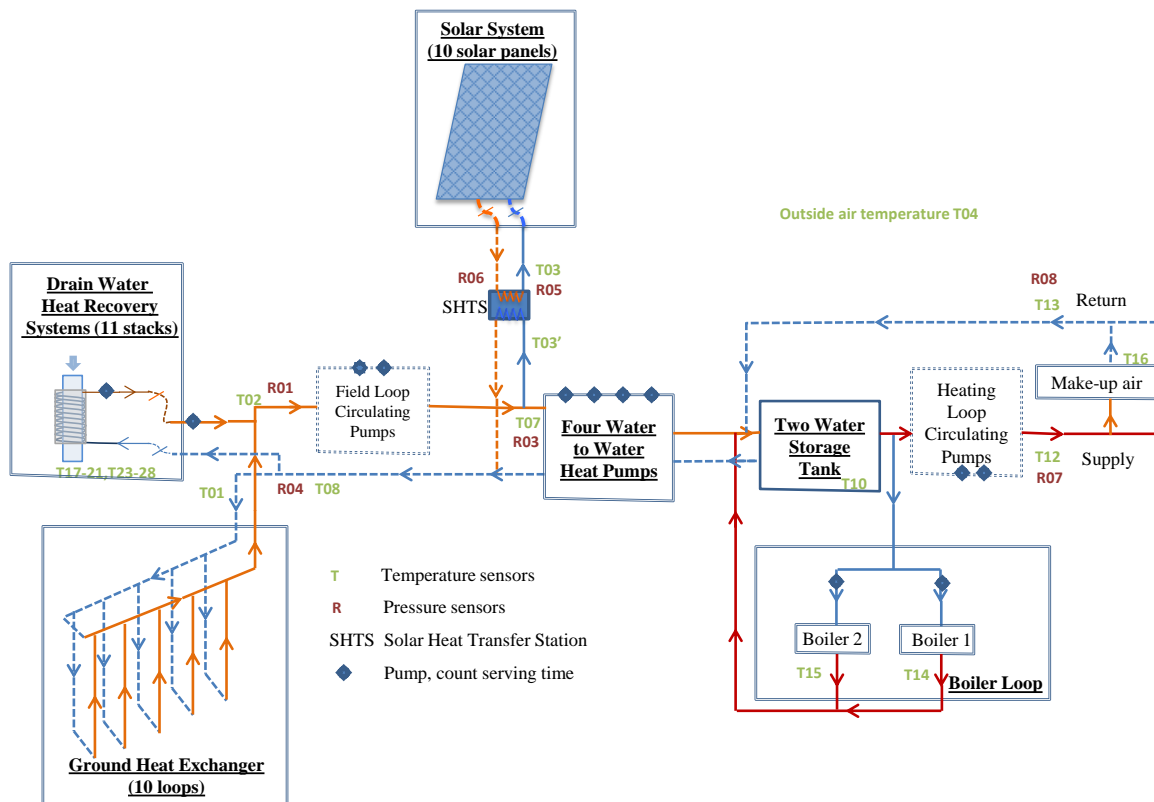 Solar System
(10 solar panels)
Outside air temperature T04
Drain Water
Heat Recovery
Systems (11 stacks)
T17-21,T23-28
R06
T03
R05
SHTS
T03’
R08
T13
Return
T16
Make-up air
T02
R01
Field Loop
Circulating
Pumps
T07
R03
Four Water
to Water
Heat Pumps
Two Water
Storage
Tank
T10
Heating
Loop
Circulating
Pumps
T12
R07
Supply
T01
R04
T08
Ground Heat Exchanger
(10 loops)
T Temperature sensors
R Pressure sensors
SHTS Solar Heat Transfer Station
Pump, count serving time
Boiler 2
Boiler 1
T15
T14
Boiler Loop